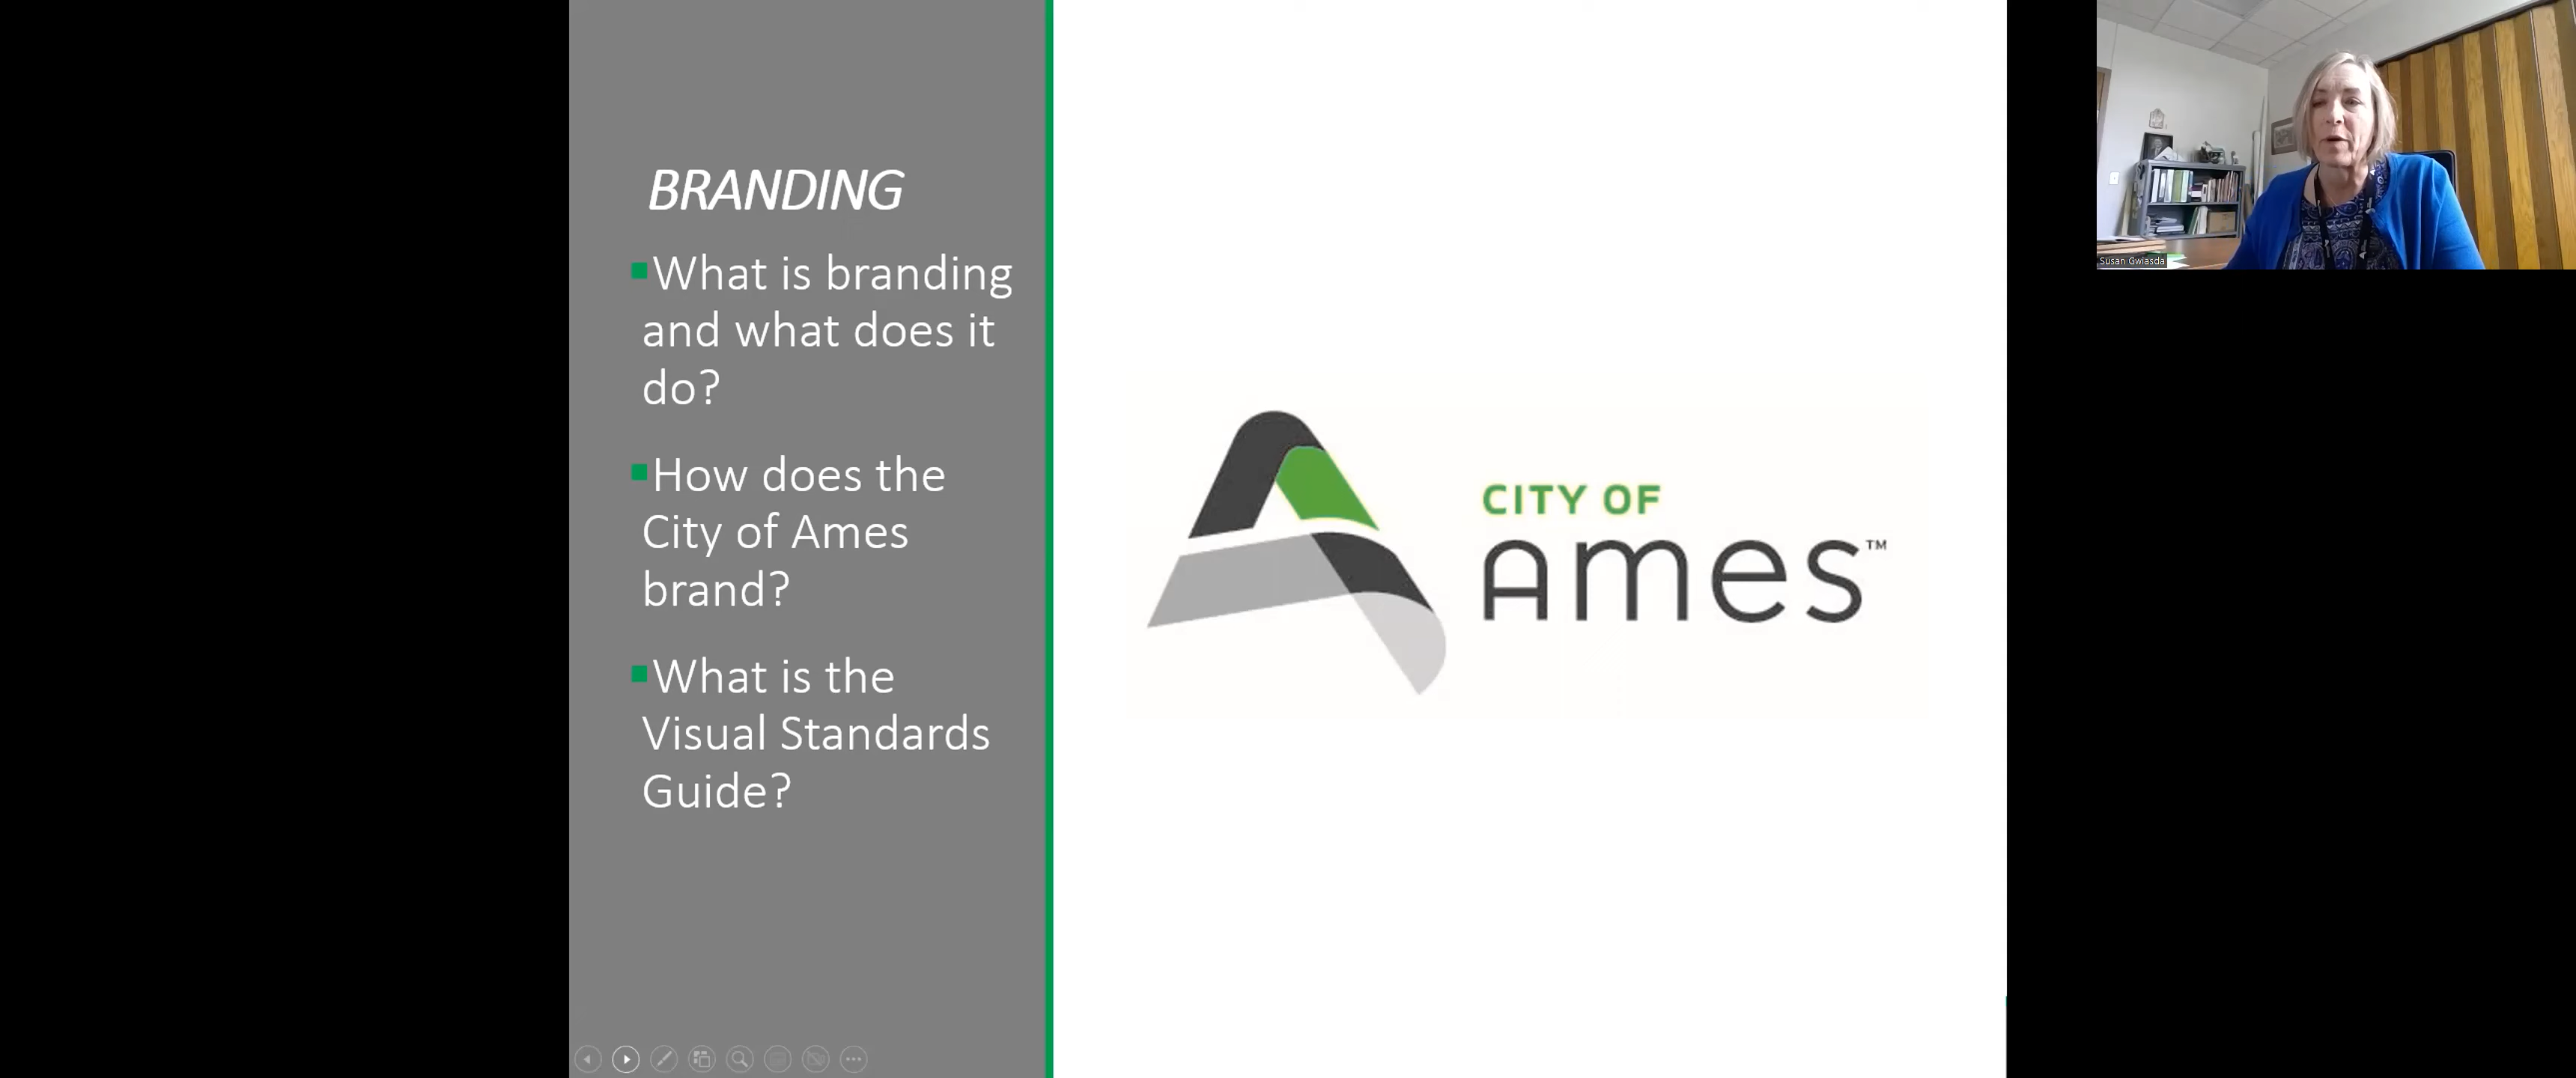 BRANDING
What is branding
and what does it
do?
How does the
City of Ames
brand?
What is the
Visual Standards
Guide?
CITY OF
Ames™
Susan Gwiasda